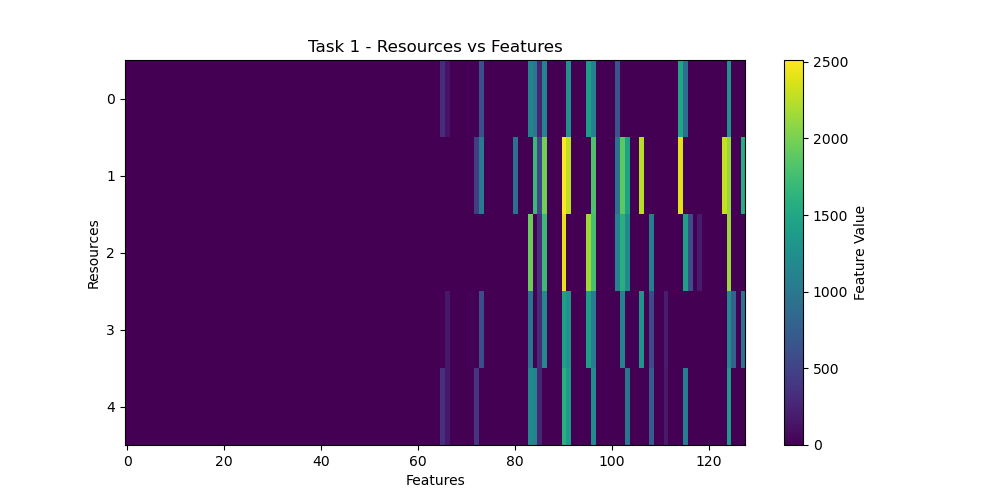 Task 1 - Resources vs Features
Resources
0
1
2
3
4
0 20 40 60 80 100 120
Features
2500
2000
1500
1000
500
0
Feature Value